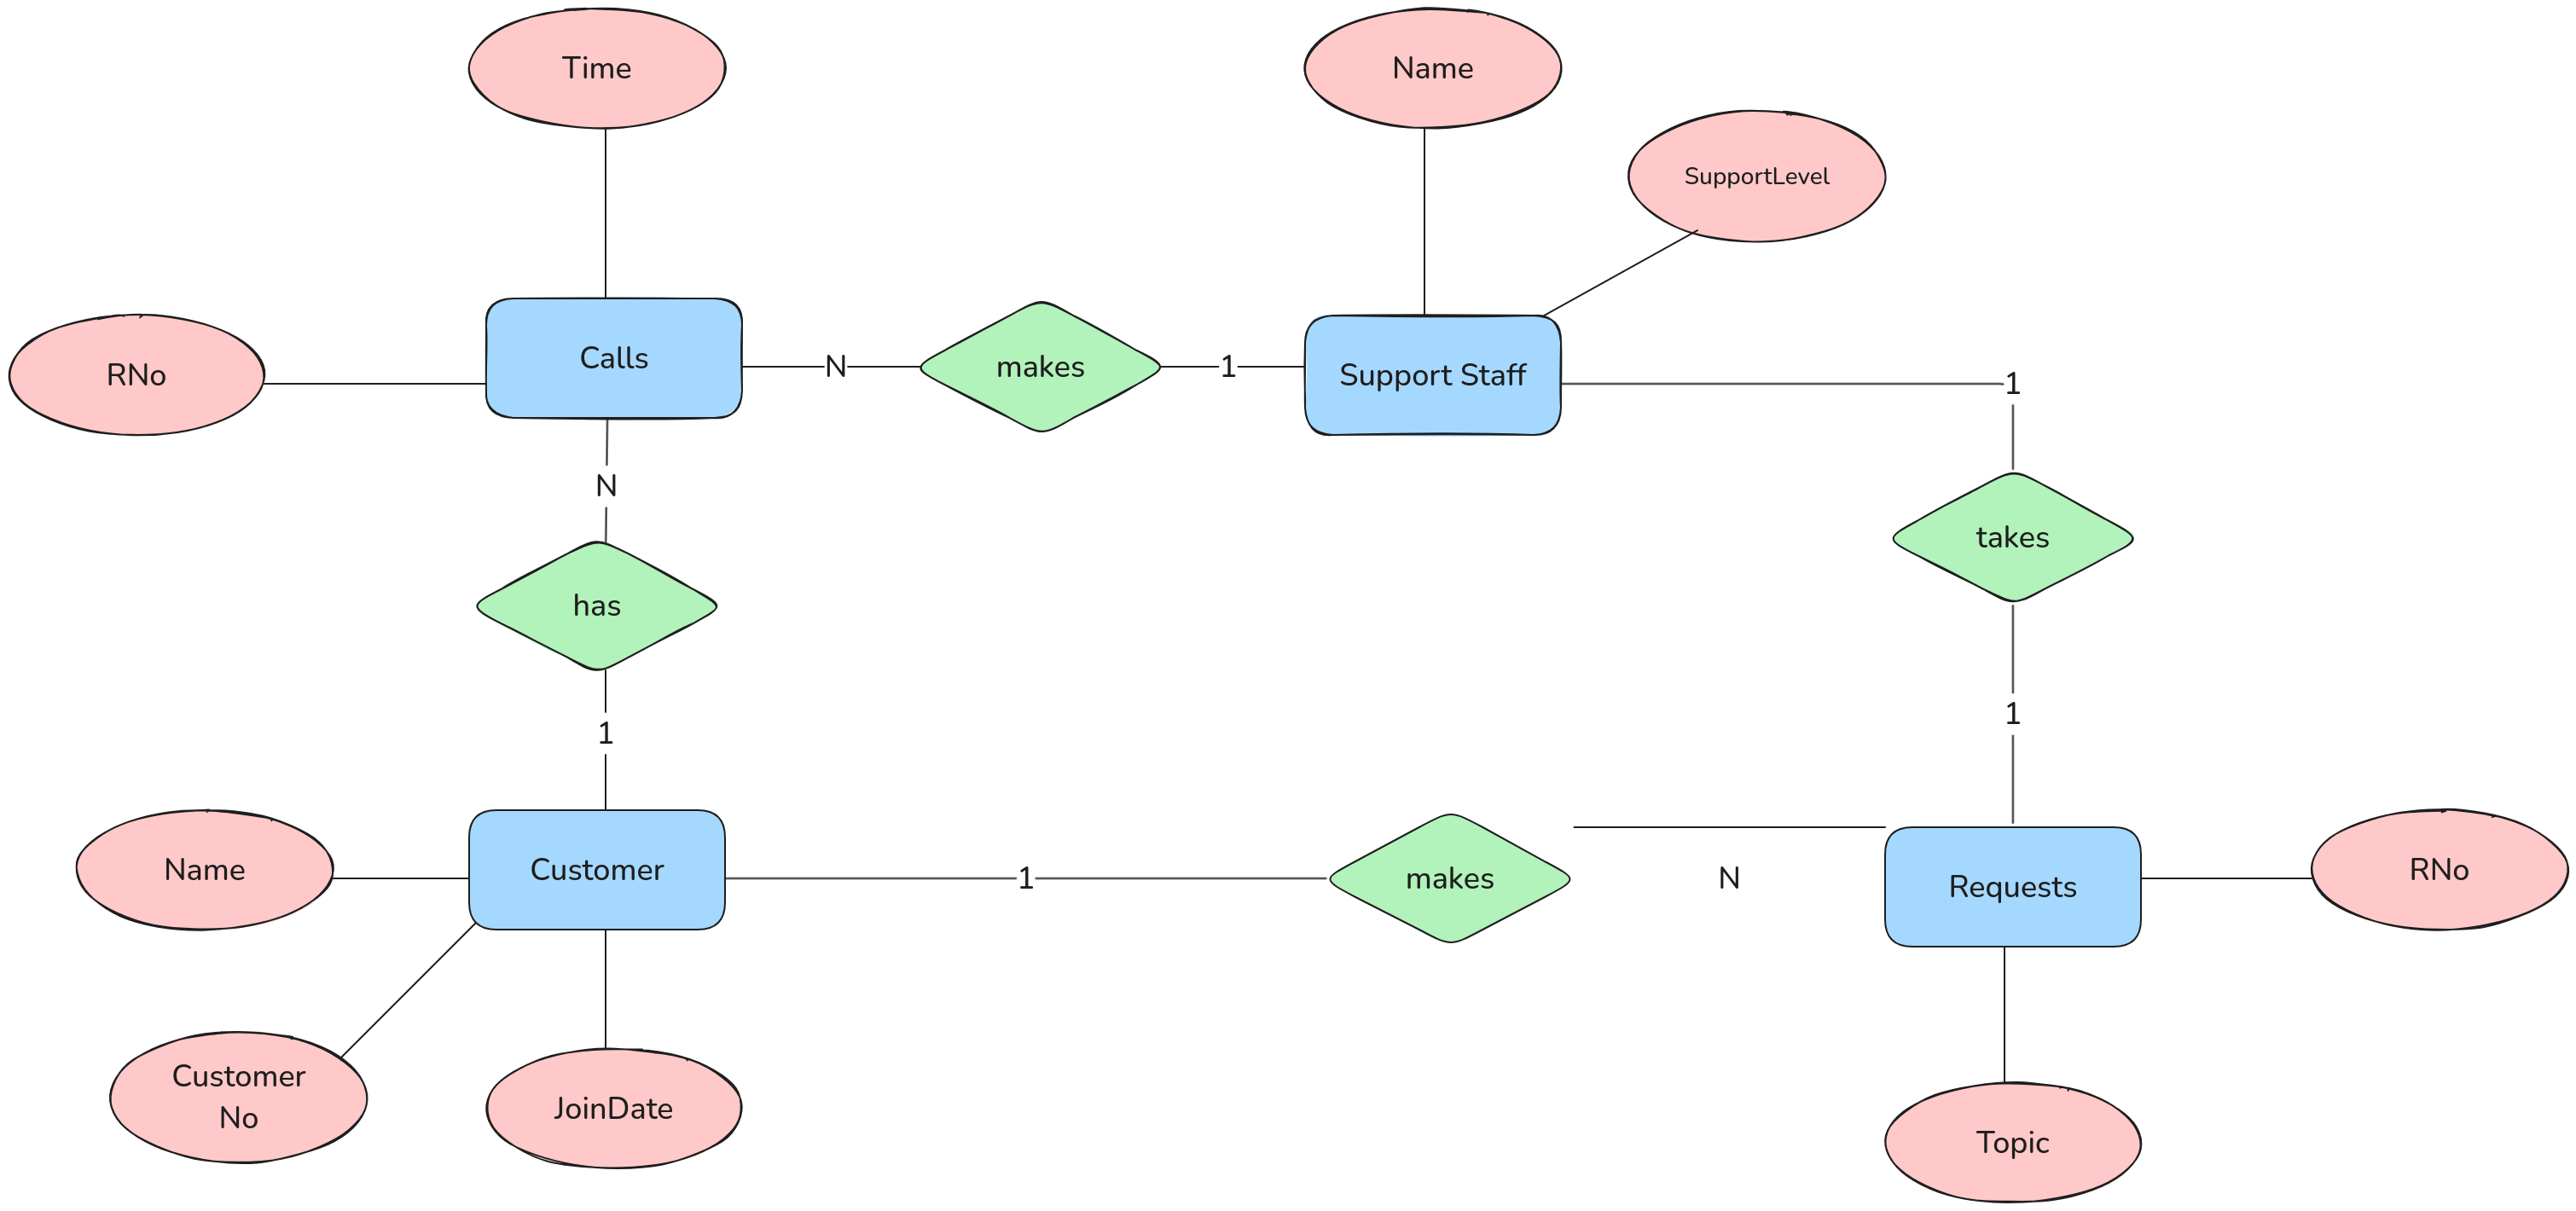 Time
Name
SupportLevel
RNo
Calls
N
makes
1
Support Staff
1
N
takes
has
1
1
Name
Customer
1
makes
N
Requests
RNo
Customer
No
JoinDate
Topic